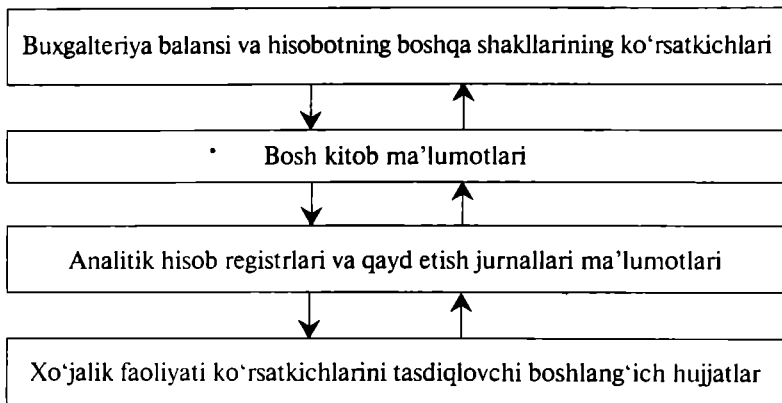 Buxgalteriya balansi va hisobotning boshqa shakllarining ko‘rsatkichlari
Bosh kitob ma’lumotlari
Analitik hisob registrlari va qayd etish jurnallari ma’lumotlari
Xo‘jalik faoliyati ko‘rsatkichlarini tasdiqlovchi boshlang‘ich hujjatlar